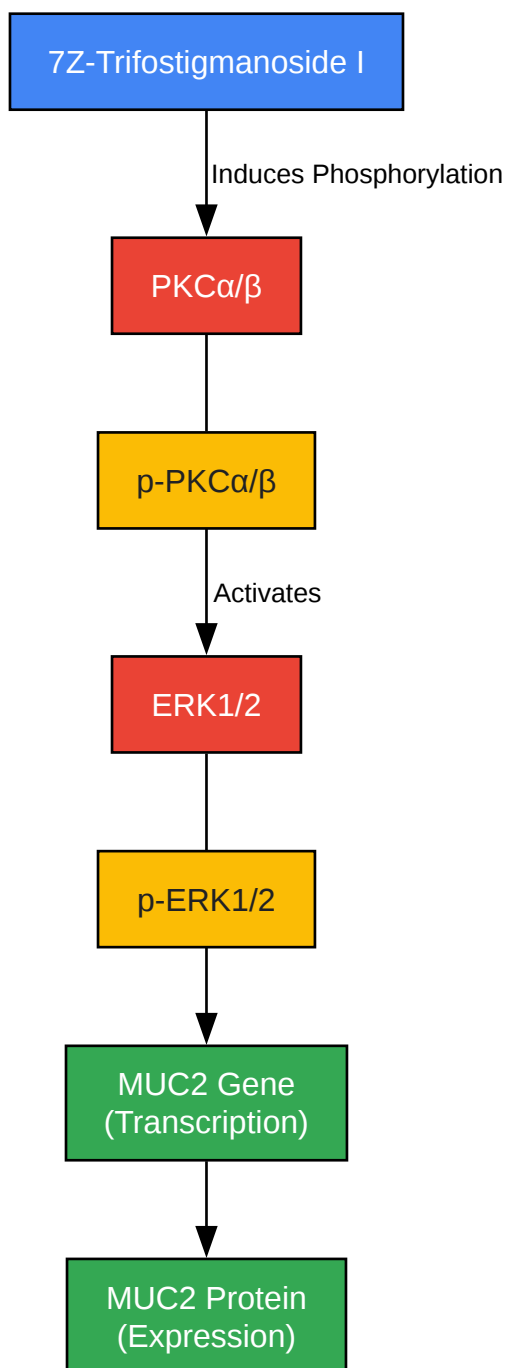 7Z-Trifostigmanoside I
Induces Phosphorylation
PKCα/β
p-PKCα/β
Activates
ERK1/2
p-ERK1/2
MUC2 Gene
(Transcription)
MUC2 Protein
(Expression)